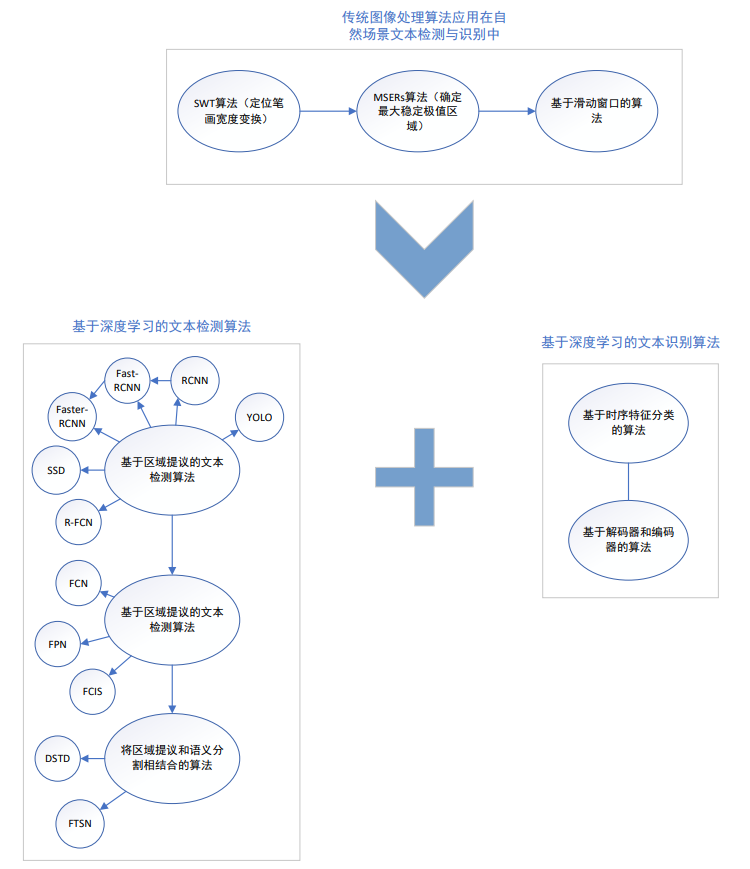 传统图像处理算法应用在自
然场景文本检测与识别中
SWT算法（定位笔
画宽度变换）
MSERs算法（确定
最大稳定极值区
域）
基于滑动窗口的算
法
基于深度学习的文本检测算法
Fast-
RCNN
RCNN
Faster-
RCNN
YOLO
基于区域提议的文本
检测算法
SSD
R-FCN
FCN
基于区域提议的文本
检测算法
FPN
FCIS
将区域提议和语义分
割相结合的算法
DSTD
FTSN
基于深度学习的文本识别算法
基于时序特征分类
的算法
基于解码器和编码
器的算法